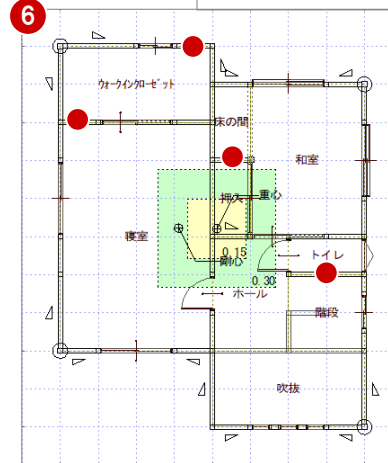 6
ウォークインクローゼット
床の間
和室
押入
重心
寝室
0.15
トイレ
剛心
0.30
ホール
階段
吹抜